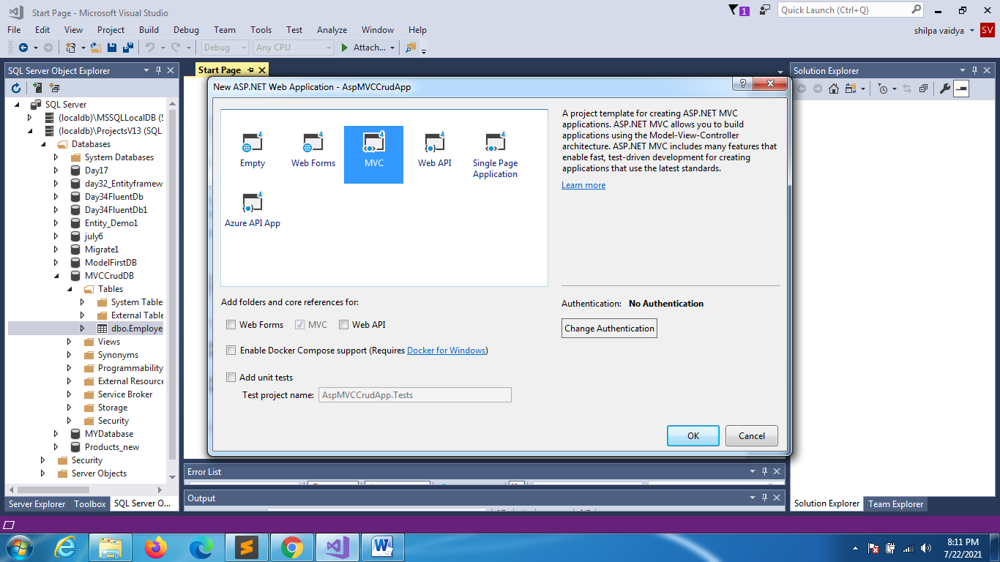 Start Page - Microsoft Visual Studio
1
Quick Launch (Ctrl+Q)
File Edit View Project Build Debug Team Tools Test Analyze Window Help
shilpa vaidya SV
Debug Any CPU Attach...
SQL Server Object Explorer
SQL Server
(localdb)\MSSQLLocalDB (S
(localdb)\ProjectsV13 (SQL
Databases
System Databases
Day17
day32_Entityframew
Day34FluentDb
Day34FluentDb1
Entity_Demo1
july6
Migrate1
ModelFirstDB
MVCCrudDB
Tables
System Table
External Table
dbo.Employe
Views
Synonyms
Programmability
External Resource
Service Broker
Storage
Security
MYDatabase
Products_new
Security
Server Objects
Server Explorer Toolbox SQL Server O...
Start Page
New ASP.NET Web Application - AspMVCCrudApp
?
4 Empty
4 Web Forms
4 MVC
4 Web API
4 Single Page
Application
4 Azure API App
A project template for creating ASP.NET MVC
applications. ASP.NET MVC allows you to build
applications using the Model-View-Controller
architecture. ASP.NET MVC includes many features that
enable fast, test-driven development for creating
applications that use the latest standards.
Learn more
Add folders and core references for:
Web Forms MVC Web API
Enable Docker Compose support (Requires Docker for Windows)
Add unit tests
Test project name: AspMVCCrudApp.Tests
Authentication: No Authentication
Change Authentication
OK Cancel
Error List
Output
Solution Explorer
Solution Explorer Team Explorer
8:11 PM
7/22/2021